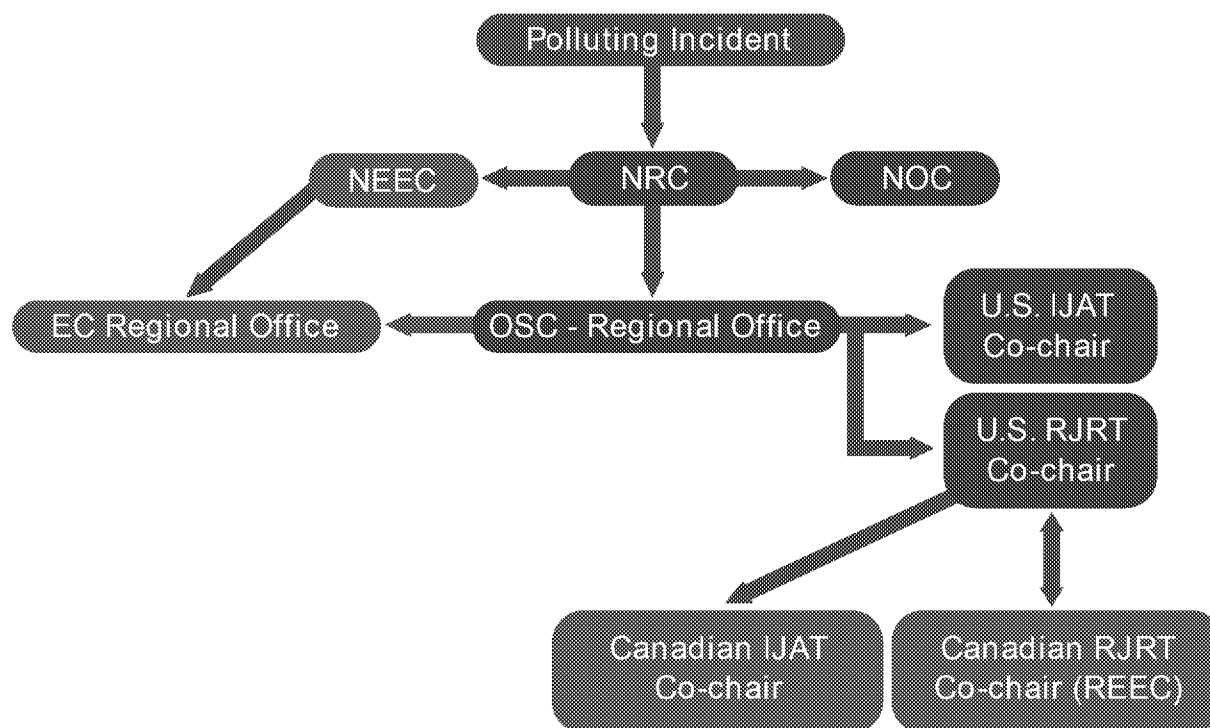 Polluting Incident
NEEC
NRC
NOC
EC Regional Office
OSC - Regional Office
U.S. IJAT
Co-chair
U.S. RJRT
Co-chair
Canadian IJAT
Co-chair
Canadian RJRT
Co-chair (REEC)